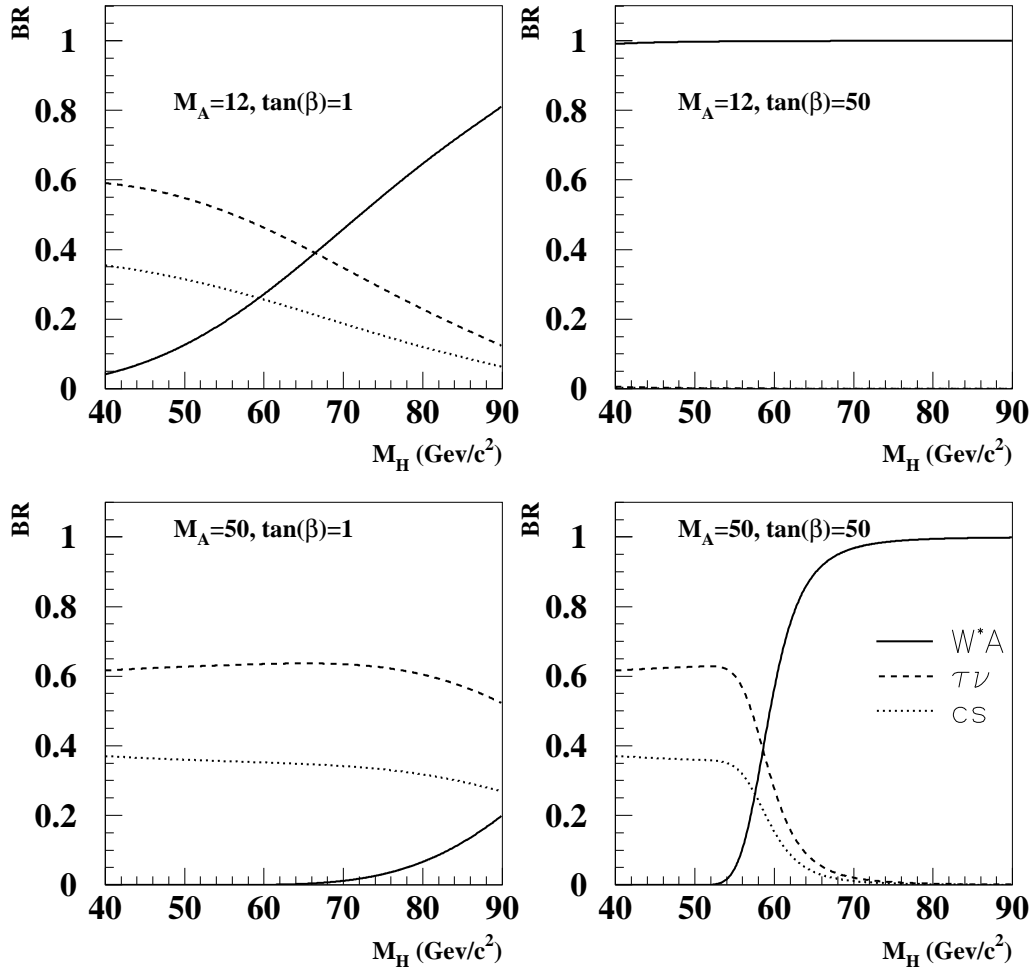 BR
1
0.8
0.6
0.4
0.2
0
M_A=12, tan(β)=1
40 50 60 70 80 90
M_H (Gev/c²)
BR
1
0.8
0.6
0.4
0.2
0
M_A=12, tan(β)=50
40 50 60 70 80 90
M_H (Gev/c²)
BR
1
0.8
0.6
0.4
0.2
0
M_A=50, tan(β)=1
40 50 60 70 80 90
M_H (Gev/c²)
BR
1
0.8
0.6
0.4
0.2
0
M_A=50, tan(β)=50
W*A
τν
cs
40 50 60 70 80 90
M_H (Gev/c²)